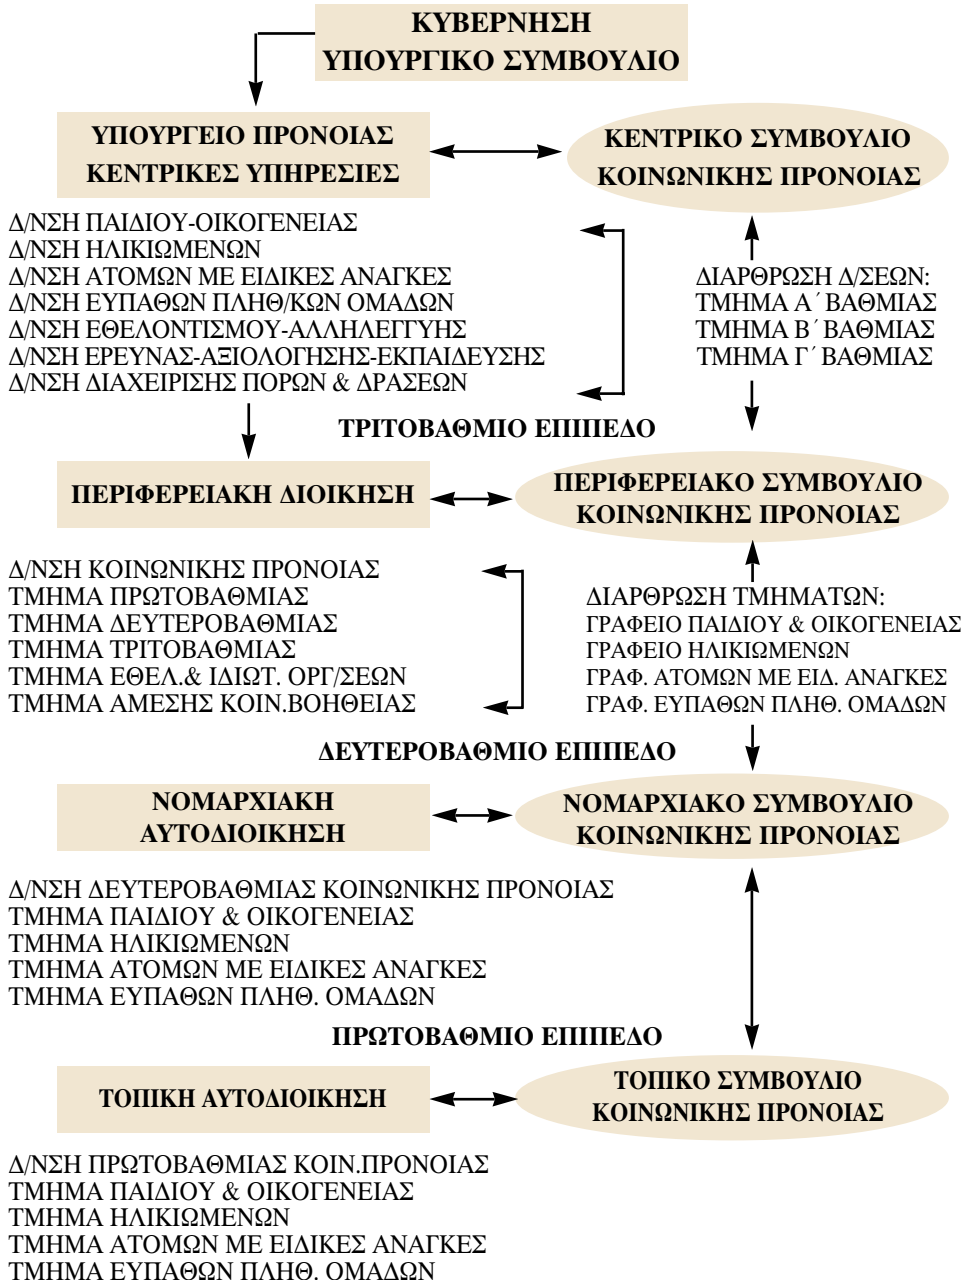 ΚΥΒΕΡΝΗΣΗ
ΥΠΟΥΡΓΙΚΟ ΣΥΜΒΟΥΛΙΟ
ΥΠΟΥΡΓΕΙΟ ΠΡΟΝΟΙΑΣ
ΚΕΝΤΡΙΚΕΣ ΥΠΗΡΕΣΙΕΣ
ΚΕΝΤΡΙΚΟ ΣΥΜΒΟΥΛΙΟ
ΚΟΙΝΩΝΙΚΗΣ ΠΡΟΝΟΙΑΣ
Δ/ΝΣΗ ΠΑΙΔΙΟΥ-ΟΙΚΟΓΕΝΕΙΑΣ
Δ/ΝΣΗ ΗΛΙΚΙΩΜΕΝΩΝ
Δ/ΝΣΗ ΑΤΟΜΩΝ ΜΕ ΕΙΔΙΚΕΣ ΑΝΑΓΚΕΣ
Δ/ΝΣΗ ΕΥΠΑΘΩΝ ΠΛΗΘ/ΚΩΝ ΟΜΑΔΩΝ
Δ/ΝΣΗ ΕΘΕΛΟΝΤΙΣΜΟΥ-ΑΛΛΗΛΕΓΓΥΗΣ
Δ/ΝΣΗ ΕΡΕΥΝΑΣ-ΑΞΙΟΛΟΓΗΣΗΣ-ΕΚΠΑΙΔΕΥΣΗΣ
Δ/ΝΣΗ ΔΙΑΧΕΙΡΙΣΗΣ ΠΟΡΩΝ & ΔΡΑΣΕΩΝ
ΔΙΑΡΘΡΩΣΗ Δ/ΣΕΩΝ:
ΤΜΗΜΑ Α΄ ΒΑΘΜΙΑΣ
ΤΜΗΜΑ Β΄ ΒΑΘΜΙΑΣ
ΤΜΗΜΑ Γ΄ ΒΑΘΜΙΑΣ
ΤΡΙΤΟΒΑΘΜΙΟ ΕΠΙΠΕΔΟ
ΠΕΡΙΦΕΡΕΙΑΚΗ ΔΙΟΙΚΗΣΗ
ΠΕΡΙΦΕΡΕΙΑΚΟ ΣΥΜΒΟΥΛΙΟ
ΚΟΙΝΩΝΙΚΗΣ ΠΡΟΝΟΙΑΣ
Δ/ΝΣΗ ΚΟΙΝΩΝΙΚΗΣ ΠΡΟΝΟΙΑΣ
ΤΜΗΜΑ ΠΡΩΤΟΒΑΘΜΙΑΣ
ΤΜΗΜΑ ΔΕΥΤΕΡΟΒΑΘΜΙΑΣ
ΤΜΗΜΑ ΤΡΙΤΟΒΑΘΜΙΑΣ
ΤΜΗΜΑ ΕΘΕΛ.& ΙΔΙΩΤ. ΟΡΓ/ΣΕΩΝ
ΤΜΗΜΑ ΑΜΕΣΗΣ ΚΟΙΝ.ΒΟΗΘΕΙΑΣ
ΔΙΑΡΘΡΩΣΗ ΤΜΗΜΑΤΩΝ:
ΓΡΑΦΕΙΟ ΠΑΙΔΙΟΥ & ΟΙΚΟΓΕΝΕΙΑΣ
ΓΡΑΦΕΙΟ ΗΛΙΚΙΩΜΕΝΩΝ
ΓΡΑΦ. ΑΤΟΜΩΝ ΜΕ ΕΙΔ. ΑΝΑΓΚΕΣ
ΓΡΑΦ. ΕΥΠΑΘΩΝ ΠΛΗΘ. ΟΜΑΔΩΝ
ΔΕΥΤΕΡΟΒΑΘΜΙΟ ΕΠΙΠΕΔΟ
ΝΟΜΑΡΧΙΑΚΗ
ΑΥΤΟΔΙΟΙΚΗΣΗ
ΝΟΜΑΡΧΙΑΚΟ ΣΥΜΒΟΥΛΙΟ
ΚΟΙΝΩΝΙΚΗΣ ΠΡΟΝΟΙΑΣ
Δ/ΝΣΗ ΔΕΥΤΕΡΟΒΑΘΜΙΑΣ ΚΟΙΝΩΝΙΚΗΣ ΠΡΟΝΟΙΑΣ
ΤΜΗΜΑ ΠΑΙΔΙΟΥ & ΟΙΚΟΓΕΝΕΙΑΣ
ΤΜΗΜΑ ΗΛΙΚΙΩΜΕΝΩΝ
ΤΜΗΜΑ ΑΤΟΜΩΝ ΜΕ ΕΙΔΙΚΕΣ ΑΝΑΓΚΕΣ
ΤΜΗΜΑ ΕΥΠΑΘΩΝ ΠΛΗΘ. ΟΜΑΔΩΝ
ΠΡΩΤΟΒΑΘΜΙΟ ΕΠΙΠΕΔΟ
ΤΟΠΙΚΗ ΑΥΤΟΔΙΟΙΚΗΣΗ
ΤΟΠΙΚΟ ΣΥΜΒΟΥΛΙΟ
ΚΟΙΝΩΝΙΚΗΣ ΠΡΟΝΟΙΑΣ
Δ/ΝΣΗ ΠΡΩΤΟΒΑΘΜΙΑΣ ΚΟΙΝ.ΠΡΟΝΟΙΑΣ
ΤΜΗΜΑ ΠΑΙΔΙΟΥ & ΟΙΚΟΓΕΝΕΙΑΣ
ΤΜΗΜΑ ΗΛΙΚΙΩΜΕΝΩΝ
ΤΜΗΜΑ ΑΤΟΜΩΝ ΜΕ ΕΙΔΙΚΕΣ ΑΝΑΓΚΕΣ
ΤΜΗΜΑ ΕΥΠΑΘΩΝ ΠΛΗΘ. ΟΜΑΔΩΝ